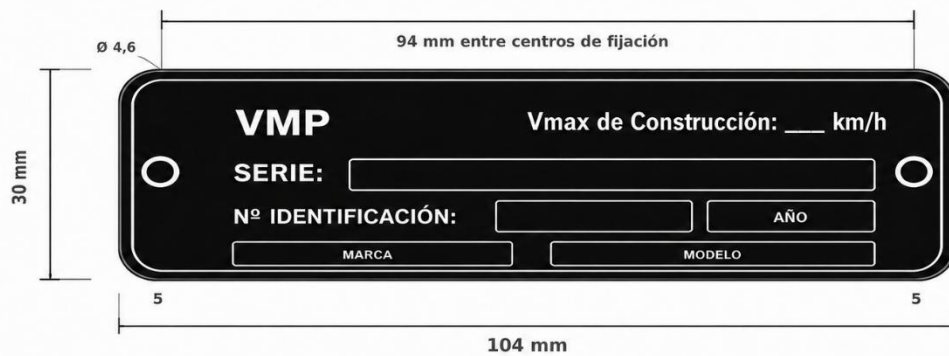 94 mm entre centros de fijación
Ø 4,6
30 mm
VMP
Vmax de Construcción: ___ km/h
SERIE:
Nº IDENTIFICACIÓN:
AÑO
MARCA
MODELO
5
5
104 mm